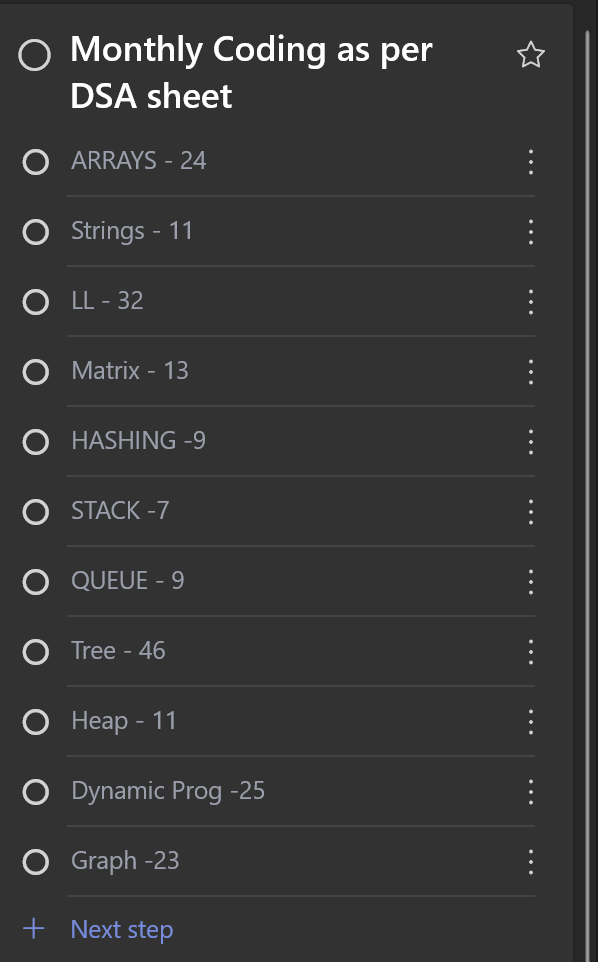 Monthly Coding as per
DSA sheet
ARRAYS - 24
Strings - 11
LL - 32
Matrix - 13
HASHING -9
STACK -7
QUEUE - 9
Tree - 46
Heap - 11
Dynamic Prog -25
Graph -23
Next step